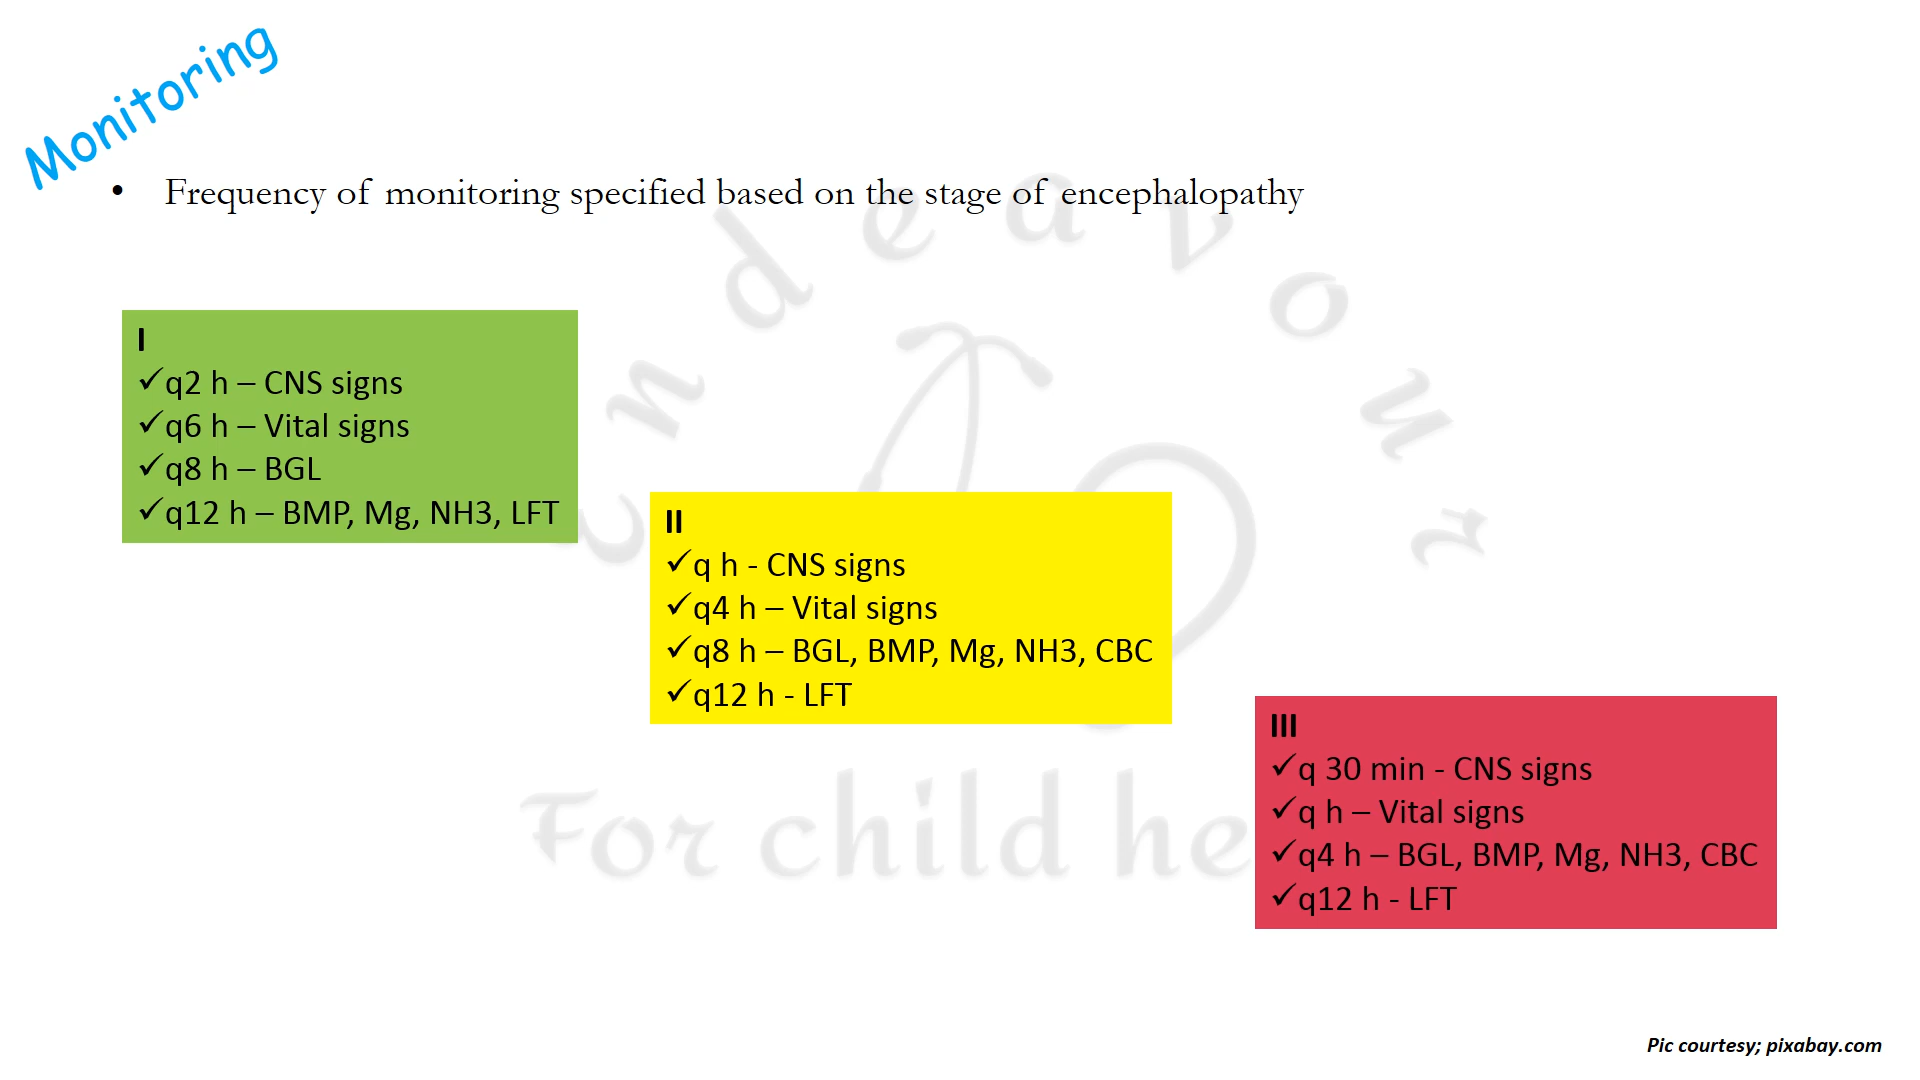 Monitoring
• Frequency of monitoring specified based on the stage of encephalopathy
I
✓q2 h – CNS signs
✓q6 h – Vital signs
✓q8 h – BGL
✓q12 h – BMP, Mg, NH3, LFT
II
✓q h - CNS signs
✓q4 h – Vital signs
✓q8 h – BGL, BMP, Mg, NH3, CBC
✓q12 h - LFT
III
✓q 30 min - CNS signs
✓q h – Vital signs
✓q4 h – BGL, BMP, Mg, NH3, CBC
✓q12 h - LFT
endeavour
For child he
Pic courtesy; pixabay.com